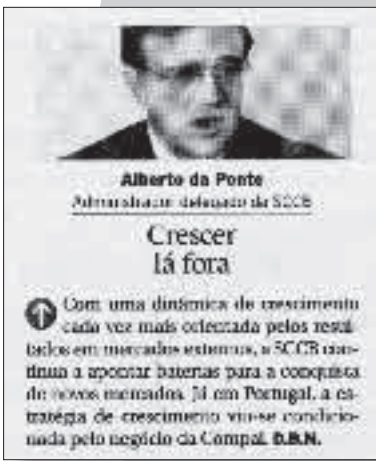 Alberto da Ponte
Administrador delegado da SCCB
Crescer
lá fora
Com uma dinâmica de crescimento
cada vez mais orientada pelos resul-
tados em mercados externos, a SCCB con-
tinua a apontar baterias para a conquista
de novos mercados. Já em Portugal, a es-
tratégia de crescimento viu-se condicio-
nada pelo negócio da Compal. D.B.N.